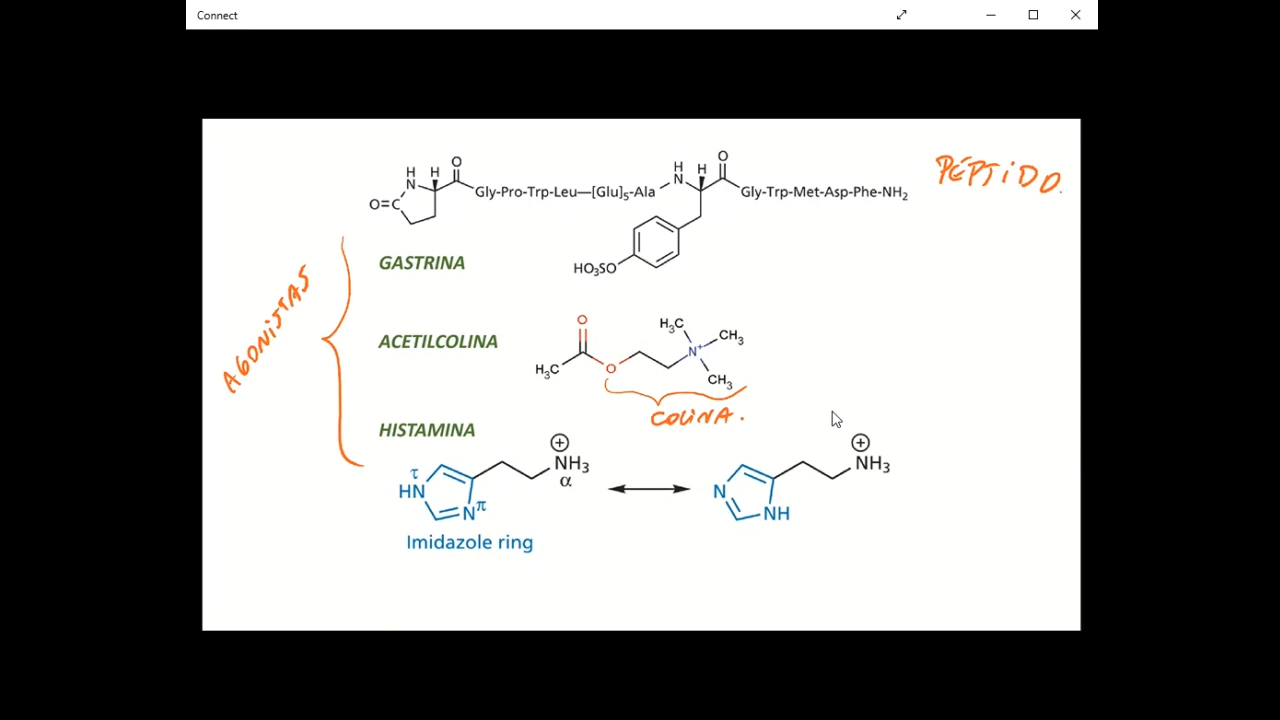 Connect
PÉPTIDO.
H H O
N
O=C
Gly-Pro-Trp-Leu—[Glu]5-Ala
H H O
N
Gly-Trp-Met-Asp-Phe-NH2
HO3SO
GASTRINA
AGONISTAS
ACETILCOLINA
O
H3C
O
H3C
N+
CH3
CH3
COLINA.
HISTAMINA
τ
HN
N
π
+
NH3
α
Imidazole ring
N
NH
+
NH3